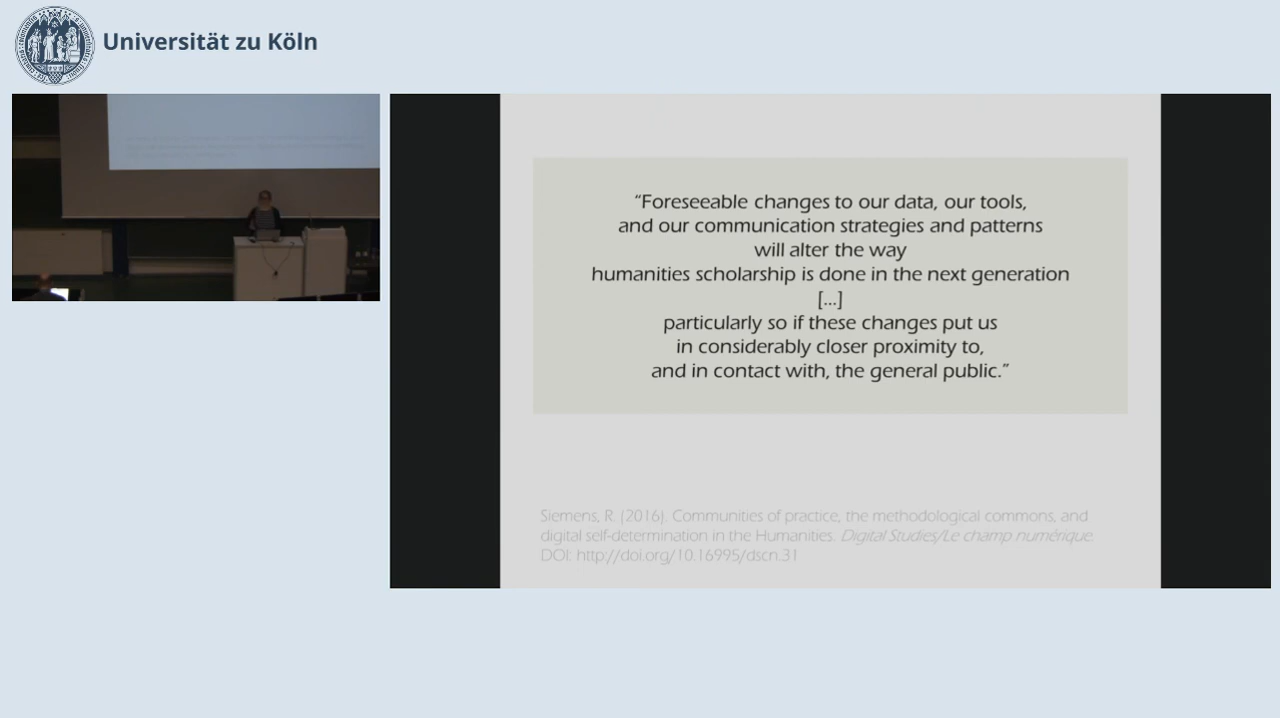 Universität zu Köln
“Foreseeable changes to our data, our tools,
and our communication strategies and patterns
will alter the way
humanities scholarship is done in the next generation
[...]
particularly so if these changes put us
in considerably closer proximity to,
and in contact with, the general public.”
Siemens, R. (2016). Communities of practice, the methodological commons, and
digital self-determination in the Humanities. Digital Studies/Le champ numérique.
DOI: http://doi.org/10.16995/dscn.31